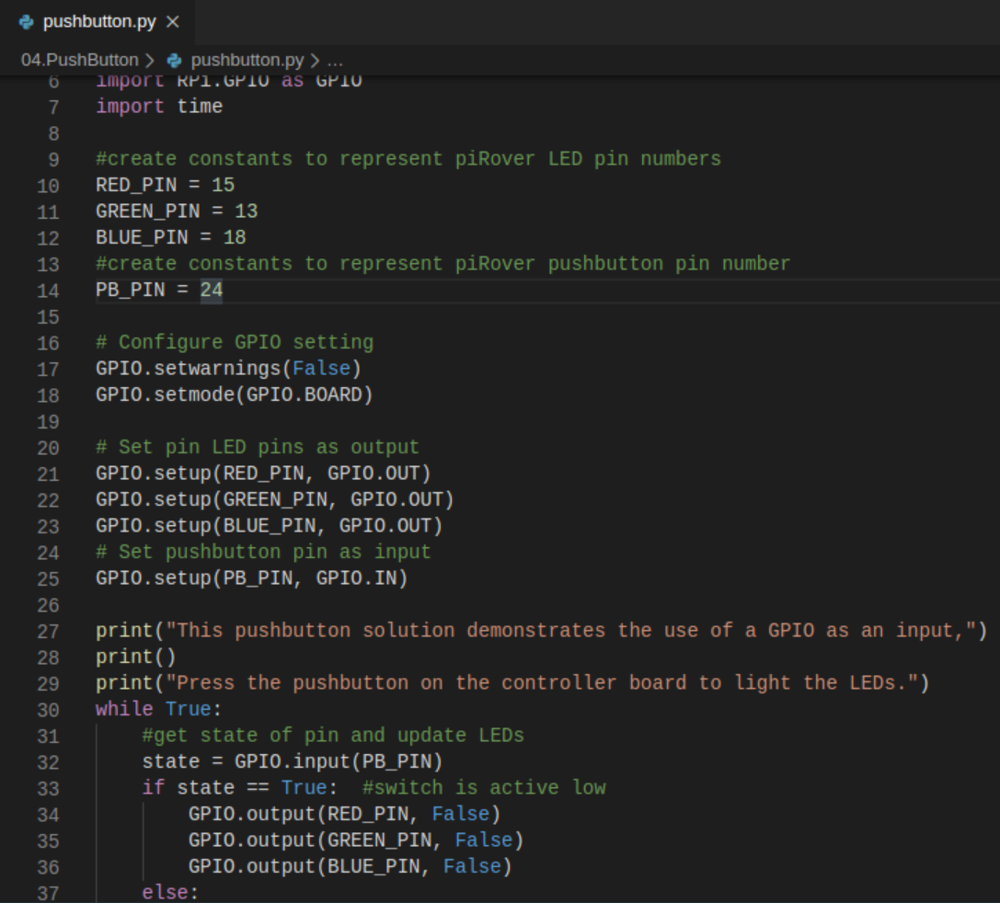 pushbutton.py ×
04.PushButton > pushbutton.py > ...
6 import RPi.GPIO as GPIO
7 import time
8
9 #create constants to represent piRover LED pin numbers
10 RED_PIN = 15
11 GREEN_PIN = 13
12 BLUE_PIN = 18
13 #create constants to represent piRover pushbutton pin number
14 PB_PIN = 24
15
16 # Configure GPIO setting
17 GPIO.setwarnings(False)
18 GPIO.setmode(GPIO.BOARD)
19
20 # Set pin LED pins as output
21 GPIO.setup(RED_PIN, GPIO.OUT)
22 GPIO.setup(GREEN_PIN, GPIO.OUT)
23 GPIO.setup(BLUE_PIN, GPIO.OUT)
24 # Set pushbutton pin as input
25 GPIO.setup(PB_PIN, GPIO.IN)
26
27 print("This pushbutton solution demonstrates the use of a GPIO as an input,")
28 print()
29 print("Press the pushbutton on the controller board to light the LEDs.")
30 while True:
31     #get state of pin and update LEDs
32     state = GPIO.input(PB_PIN)
33     if state == True:  #switch is active low
34         GPIO.output(RED_PIN, False)
35         GPIO.output(GREEN_PIN, False)
36         GPIO.output(BLUE_PIN, False)
37     else: